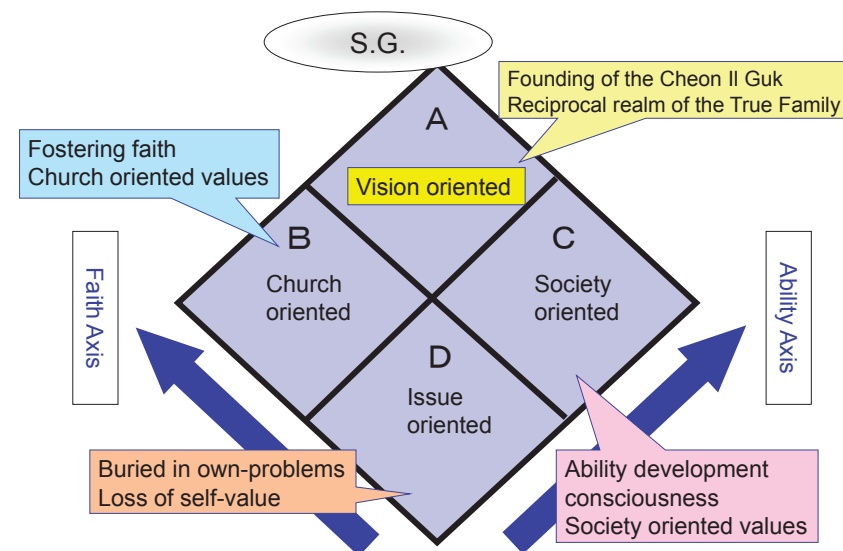 S.G.
Founding of the Cheon Il Guk
Reciprocal realm of the True Family
A
Fostering faith
Church oriented values
Vision oriented
B
Church
oriented
C
Society
oriented
Faith Axis
Ability Axis
D
Issue
oriented
Buried in own-problems
Loss of self-value
Ability development
consciousness
Society oriented values